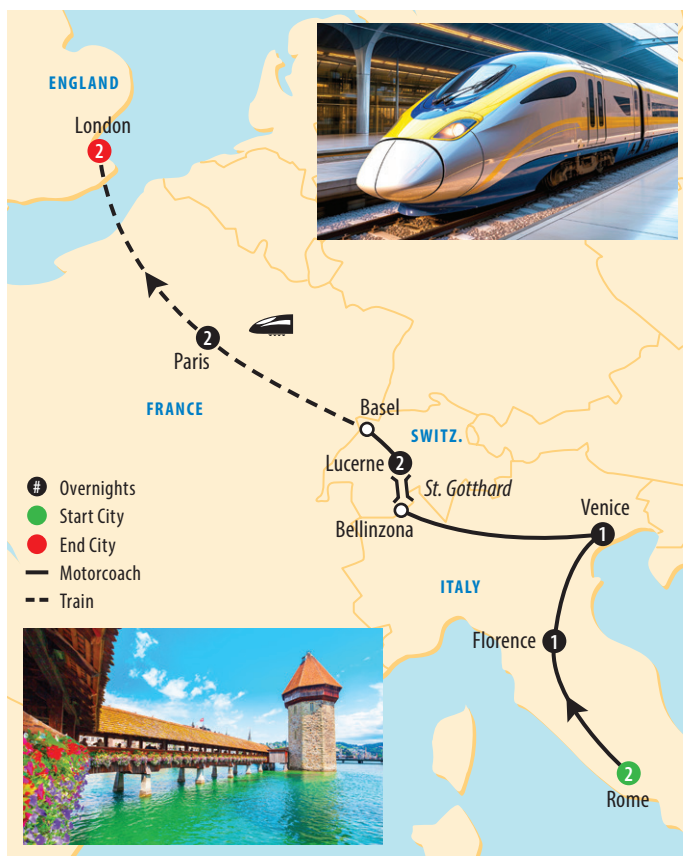 ENGLAND
London
2
2
Paris
FRANCE
Basel
SWITZ.
Lucerne 2
St. Gotthard
Bellinzona
Venice
1
ITALY
Florence 1
2
Rome
# Overnights
Start City
End City
Motorcoach
Train